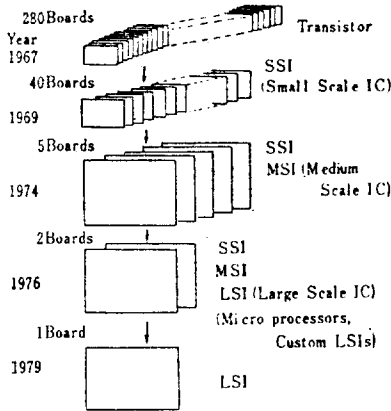 280Boards
Year
1967
Transistor
40Boards
SSI
(Small Scale IC)
1969
5Boards
SSI
MSI (Medium
Scale IC)
1974
2Boards
SSI
MSI
1976
LSI (Large Scale IC)
(Micro processors,
Custom LSIs)
1Board
1979
LSI